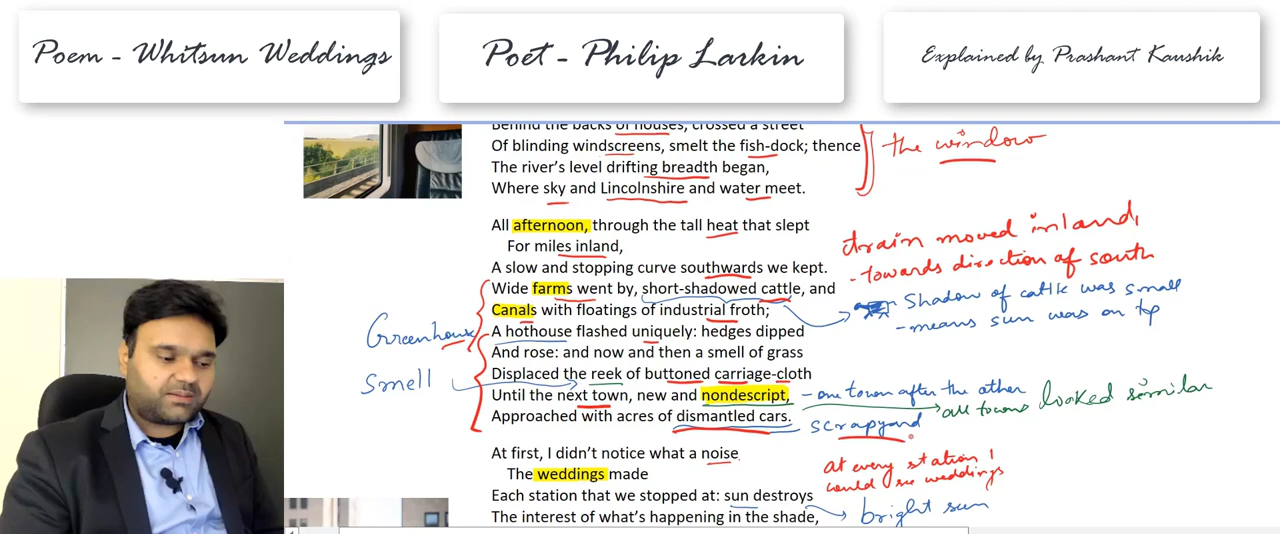 Poem - Whitsun Weddings
Poet - Philip Larkin
Explained by Prashant Kaushik
Behind the backs of houses, crossed a street
Of blinding windscreens, smelt the fish-dock; thence
The river's level drifting breadth began,
Where sky and Lincolnshire and water meet.
the window
All afternoon, through the tall heat that slept
For miles inland,
A slow and stopping curve southwards we kept.
Wide farms went by, short-shadowed cattle, and
Canals with floatings of industrial froth;
A hothouse flashed uniquely: hedges dipped
And rose: and now and then a smell of grass
Displaced the reek of buttoned carriage-cloth
Until the next town, new and nondescript,
Approached with acres of dismantled cars.
train moved inland,
- towards direction of south
Shadow of cattle was small
- means sun was on top
Greenhouse
Smell
- one town after the other
all towns looked similar
scrapyard
At first, I didn't notice what a noise
The weddings made
Each station that we stopped at: sun destroys
The interest of what's happening in the shade,
at every station I
could see weddings
bright sun